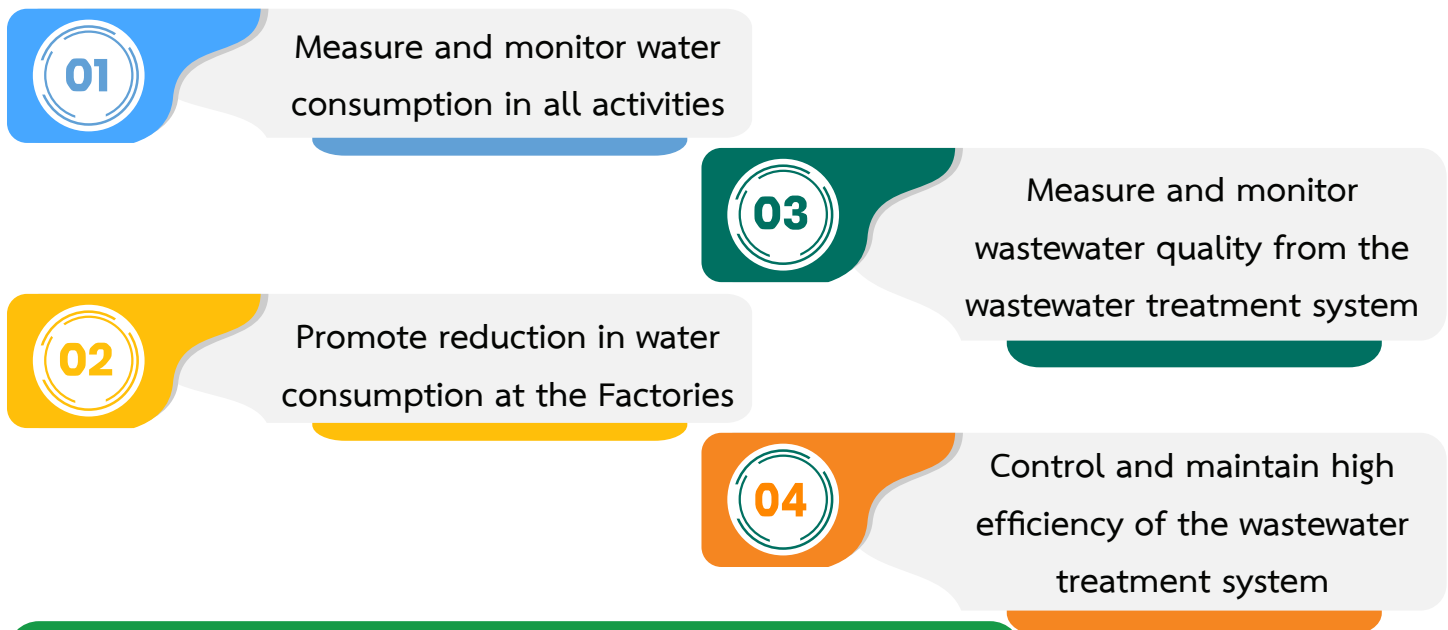 01
Measure and monitor water
consumption in all activities
02
Promote reduction in water
consumption at the Factories
03
Measure and monitor
wastewater quality from the
wastewater treatment system
04
Control and maintain high
efficiency of the wastewater
treatment system